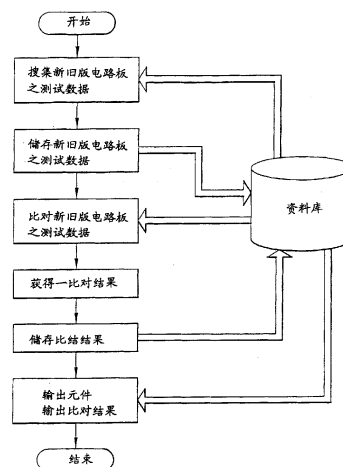 开始
搜集新旧版电路板
之测试数据
储存新旧版电路板
之测试数据
比对新旧版电路板
之测试数据
资料库
获得一比对结果
储存比结结果
输出元件
输出比对结果
结束